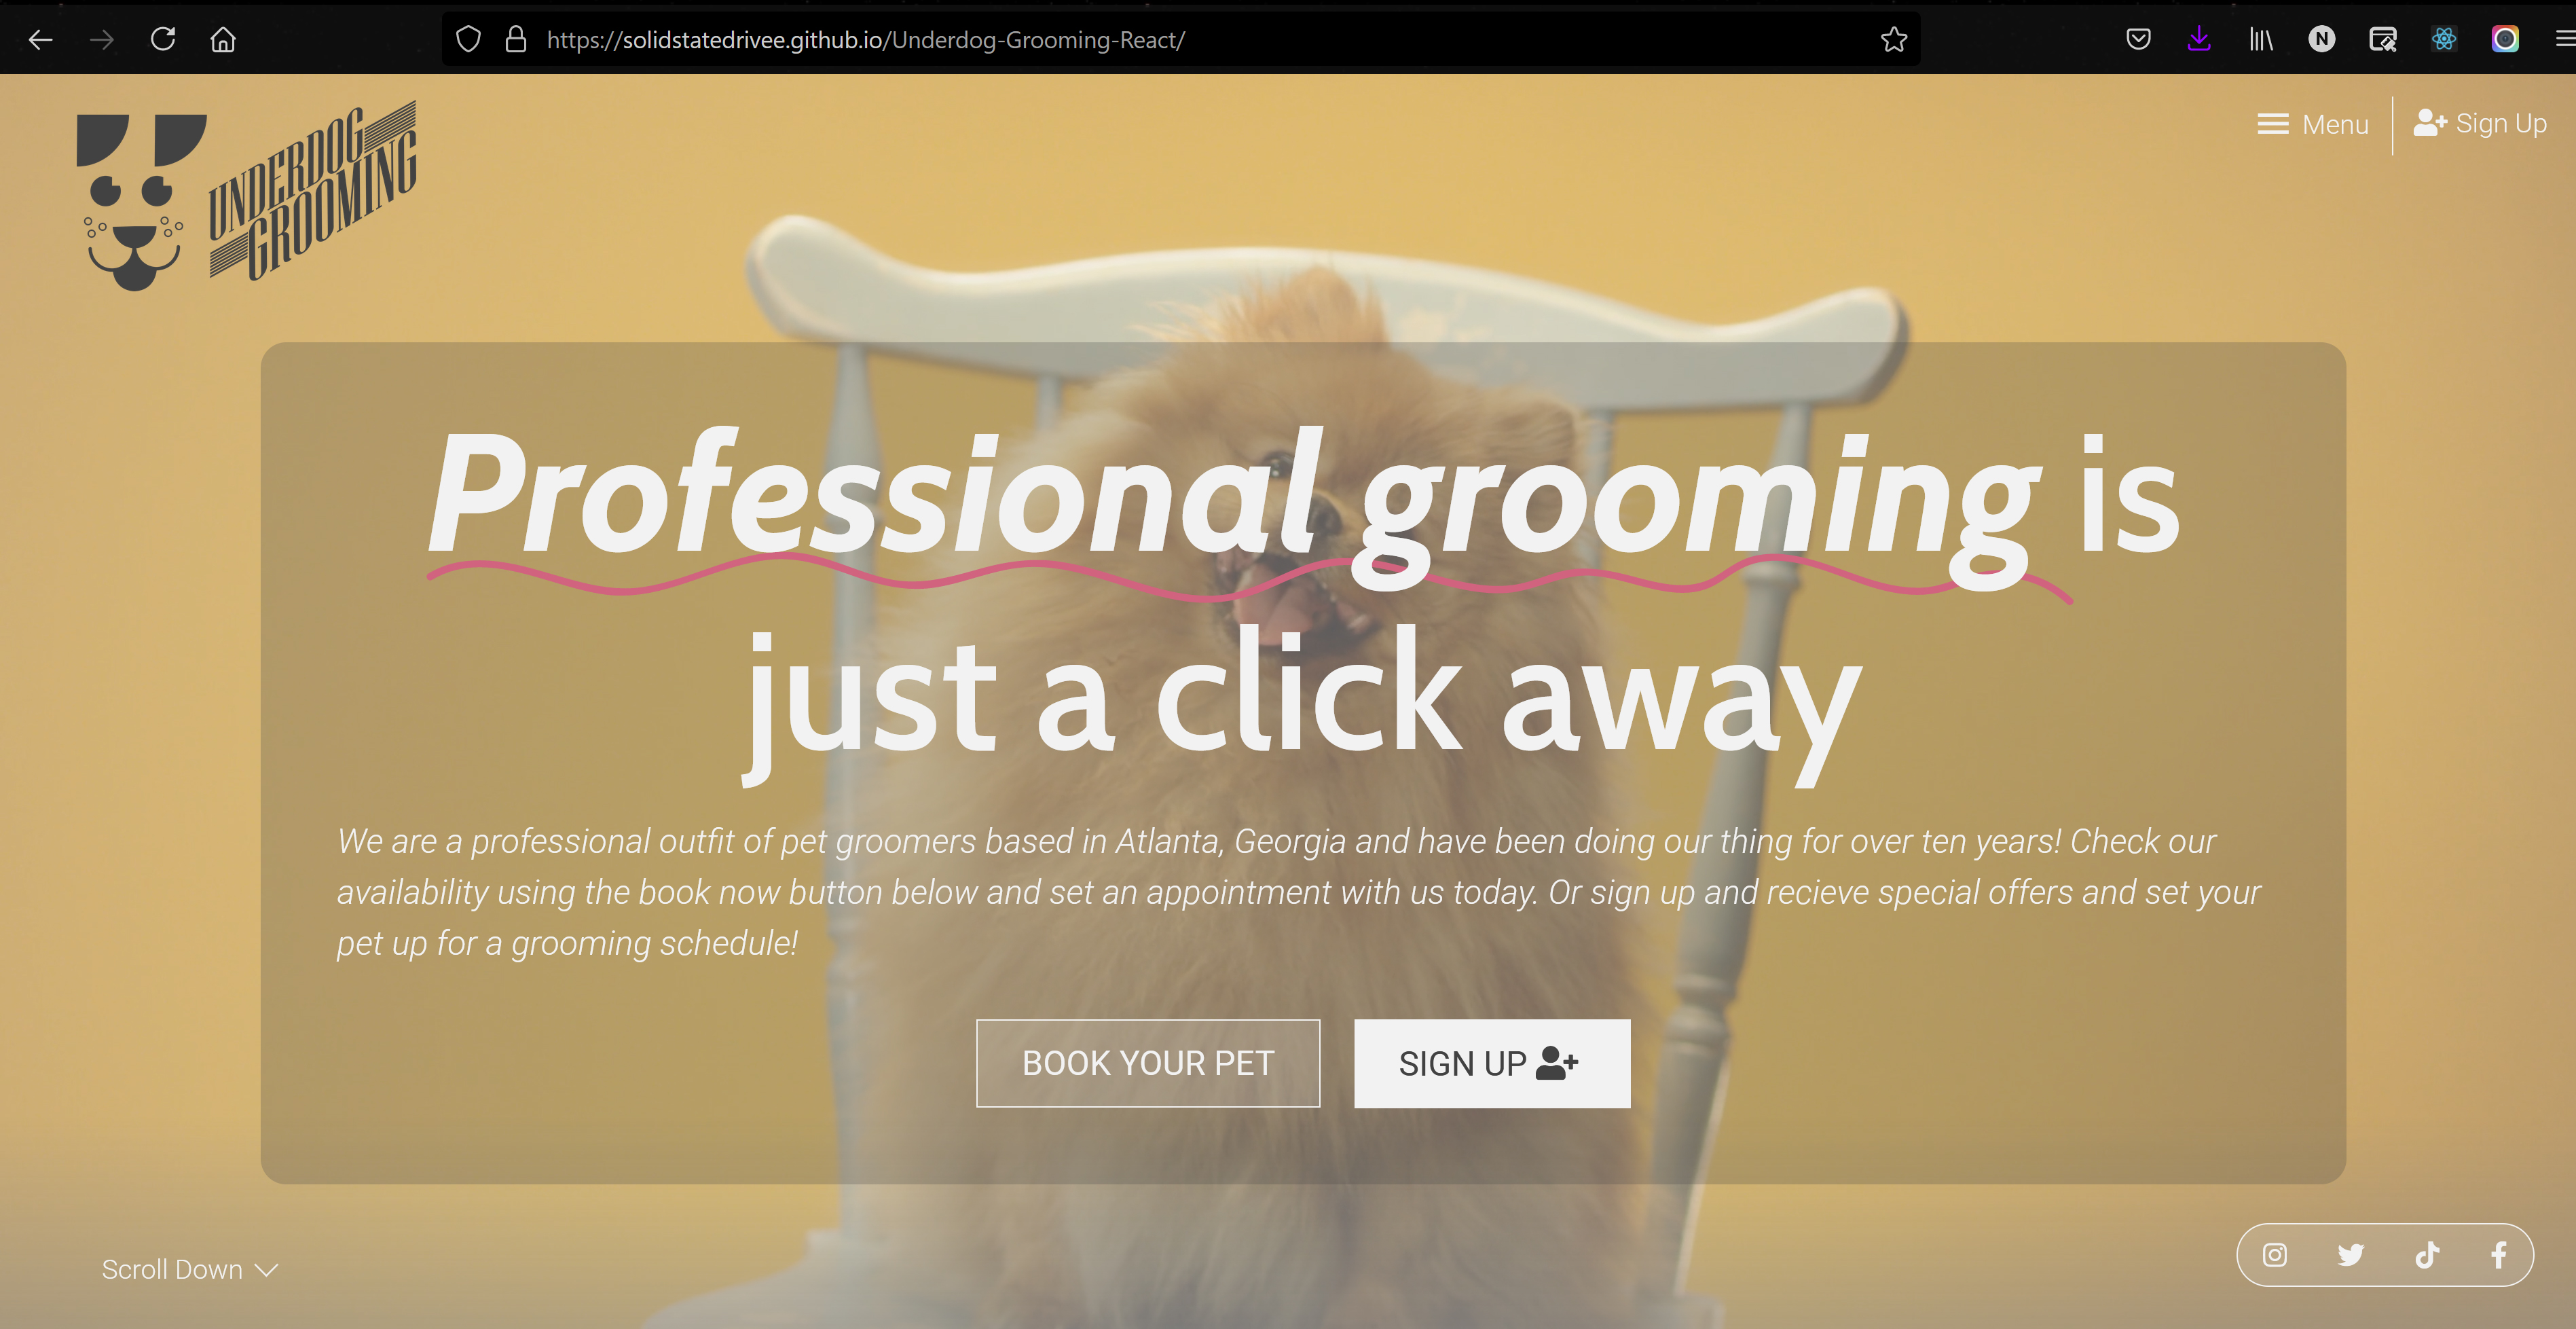 https://solidstatedrivee.github.io/Underdog-Grooming-React/
N
UNDERDOG
GROOMING
Menu
Sign Up
Professional grooming is
just a click away
We are a professional outfit of pet groomers based in Atlanta, Georgia and have been doing our thing for over ten years! Check our
availability using the book now button below and set an appointment with us today. Or sign up and recieve special offers and set your
pet up for a grooming schedule!
BOOK YOUR PET
SIGN UP
Scroll Down